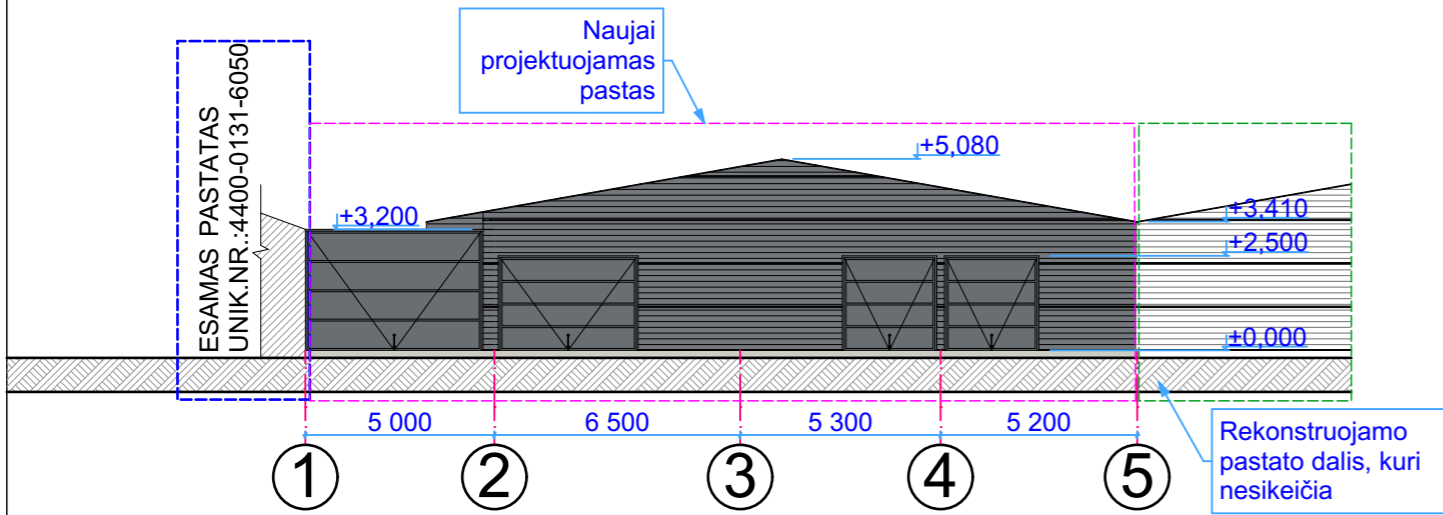 Naujai
projektuojamas
pastas
ESAMAS PASTATAS
UNIK.NR.:4400-0131-6050
+5,080
+3,200
+3,410
+2,500
±0,000
5 000
6 500
5 300
5 200
1
2
3
4
5
Rekonstruojamo
pastato dalis, kuri
nesikeičia